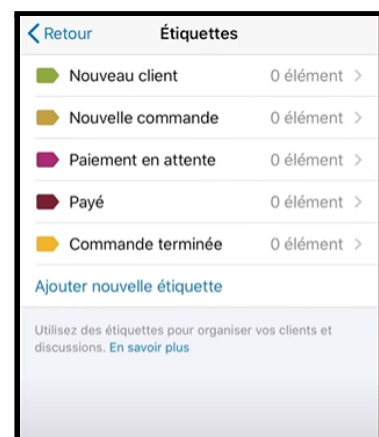 Retour Étiquettes
Nouveau client 0 élément
Nouvelle commande 0 élément
Paiement en attente 0 élément
Payé 0 élément
Commande terminée 0 élément
Ajouter nouvelle étiquette
Utilisez des étiquettes pour organiser vos clients et
discussions. En savoir plus